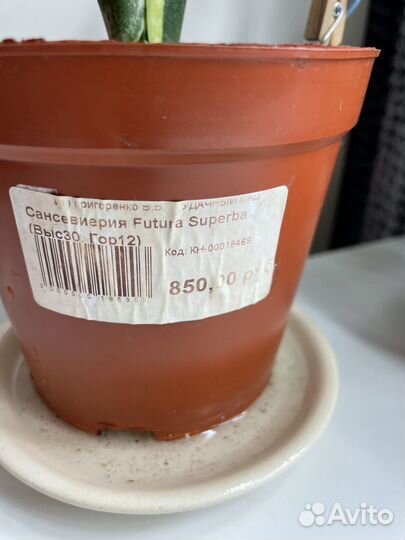 Григоренко В.В. УДАЧНЫЙ САД
Сансевиерия Futura Superba
(Выс30, Гор12)
Код: КН-00018469
850,00 р
Avito